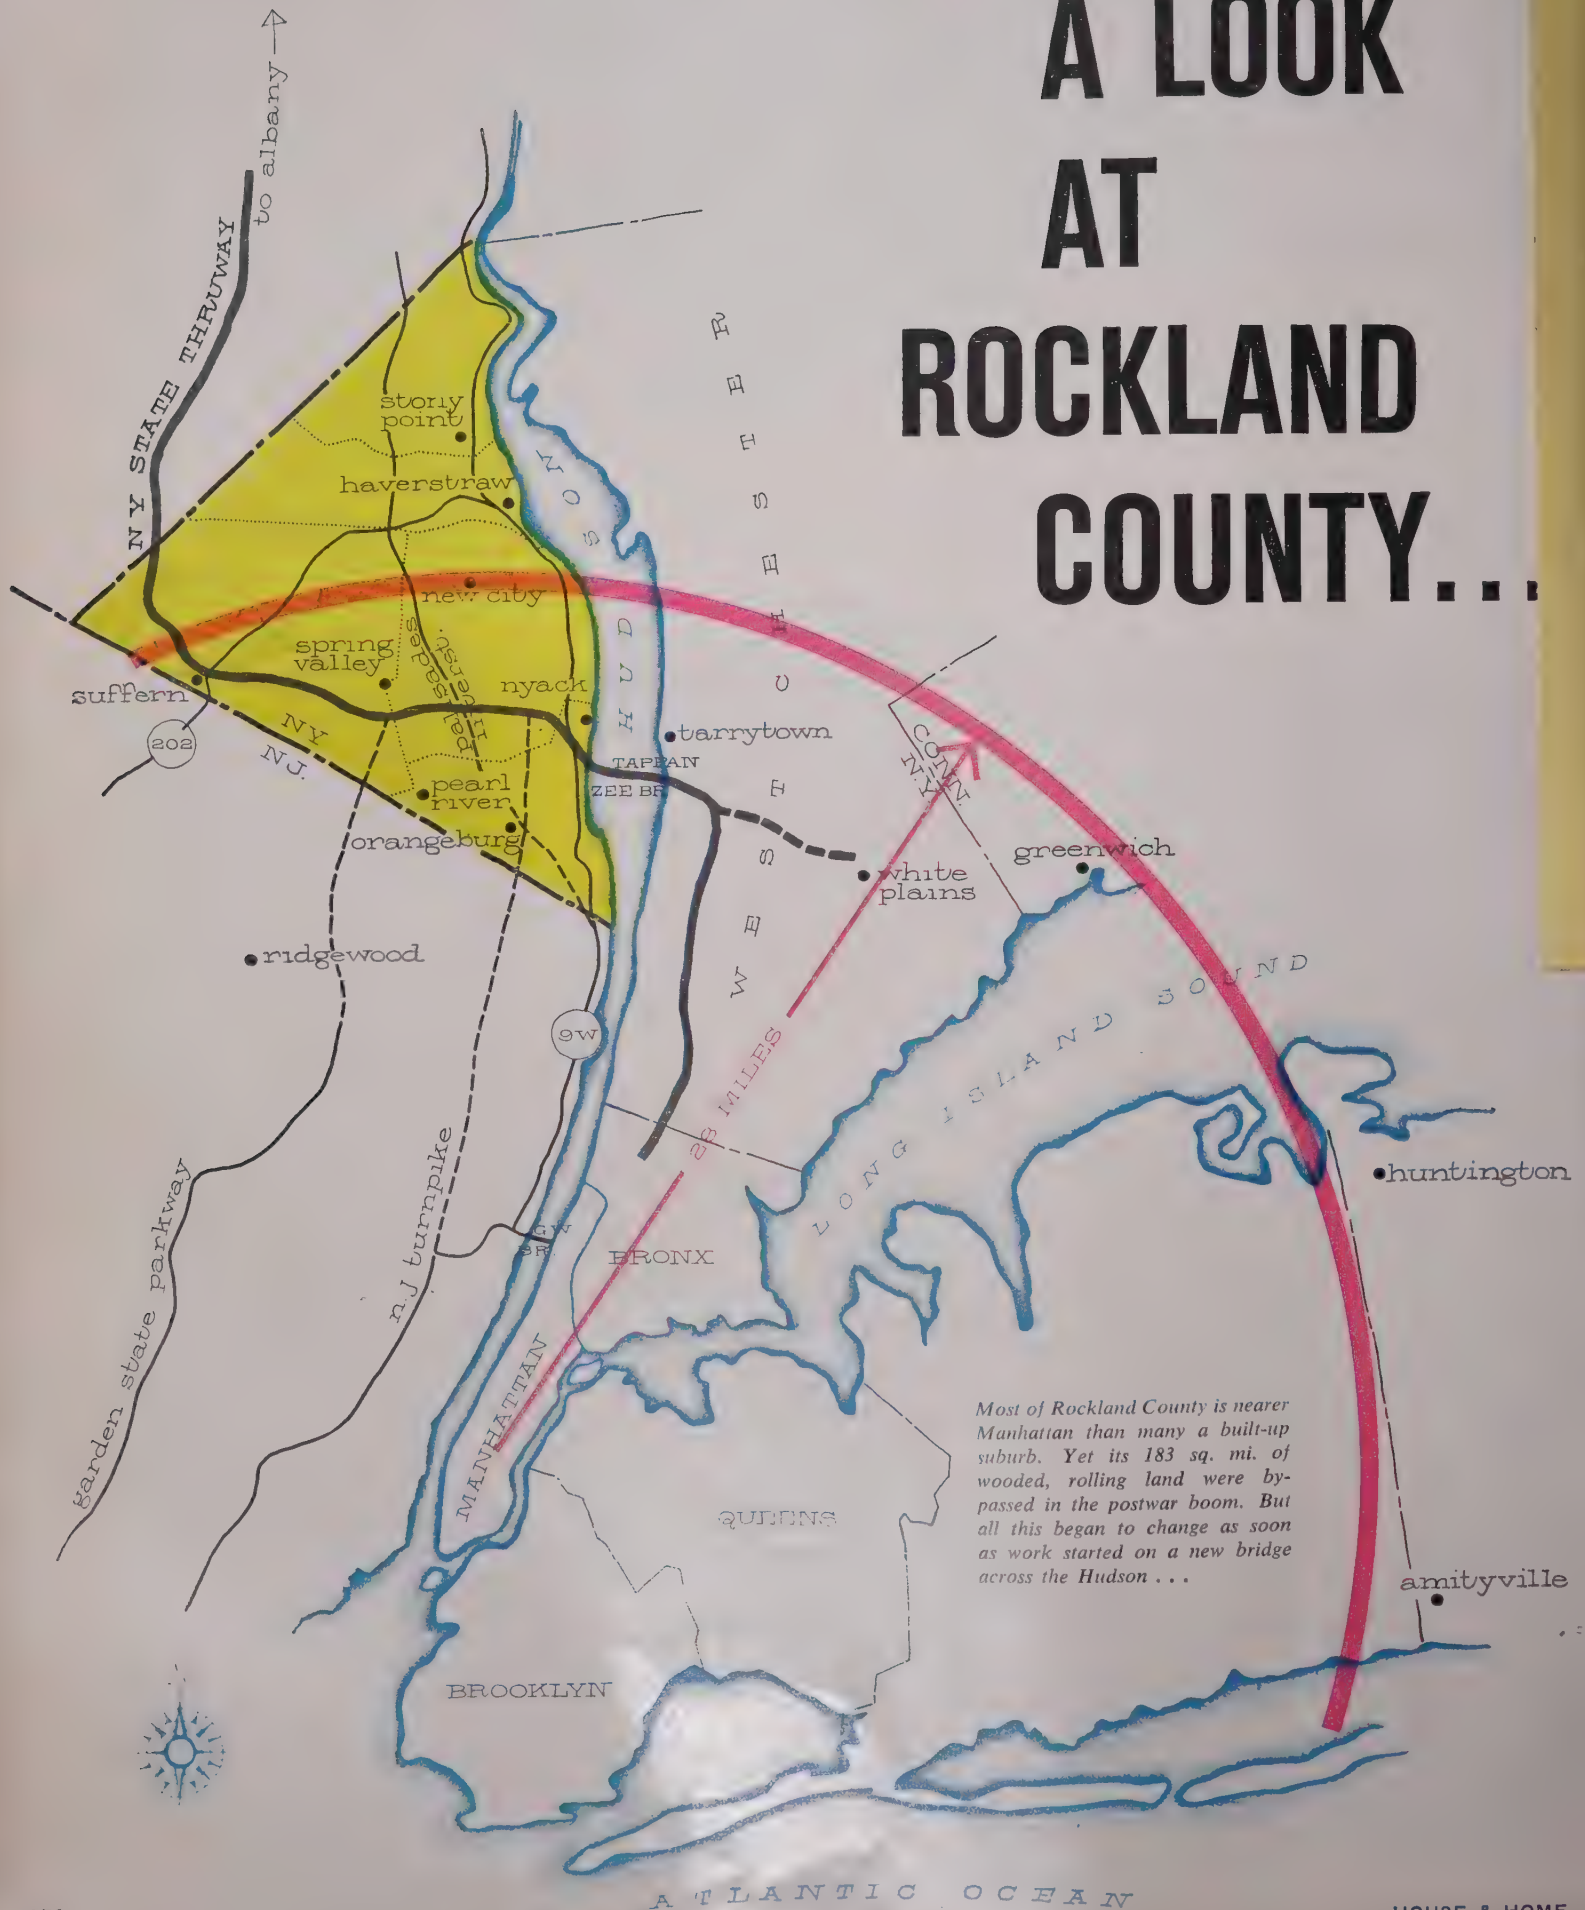 A LOOK
AT
ROCKLAND
COUNTY...
to albany
NY STATE THRUWAY
stony
point
haverstraw
new city
spring
valley
palisades
interst.
nyack
suffern
202
NY
N.J.
HUDSON
WESTCHESTER
tarrytown
TAPPAN
ZEE BR
pearl
river
orangeburg
CONN.
N.Y.
white
plains
greenwich
ridgewood
9W
28 MILES
LONG ISLAND SOUND
huntington
garden state parkway
n.j turnpike
G W
BR.
BRONX
MANHATTAN
QUEENS
Most of Rockland County is nearer
Manhattan than many a built-up
suburb. Yet its 183 sq. mi. of
wooded, rolling land were by-
passed in the postwar boom. But
all this began to change as soon
as work started on a new bridge
across the Hudson . . .
amityville
BROOKLYN
ATLANTIC OCEAN
HOUSE & HOME